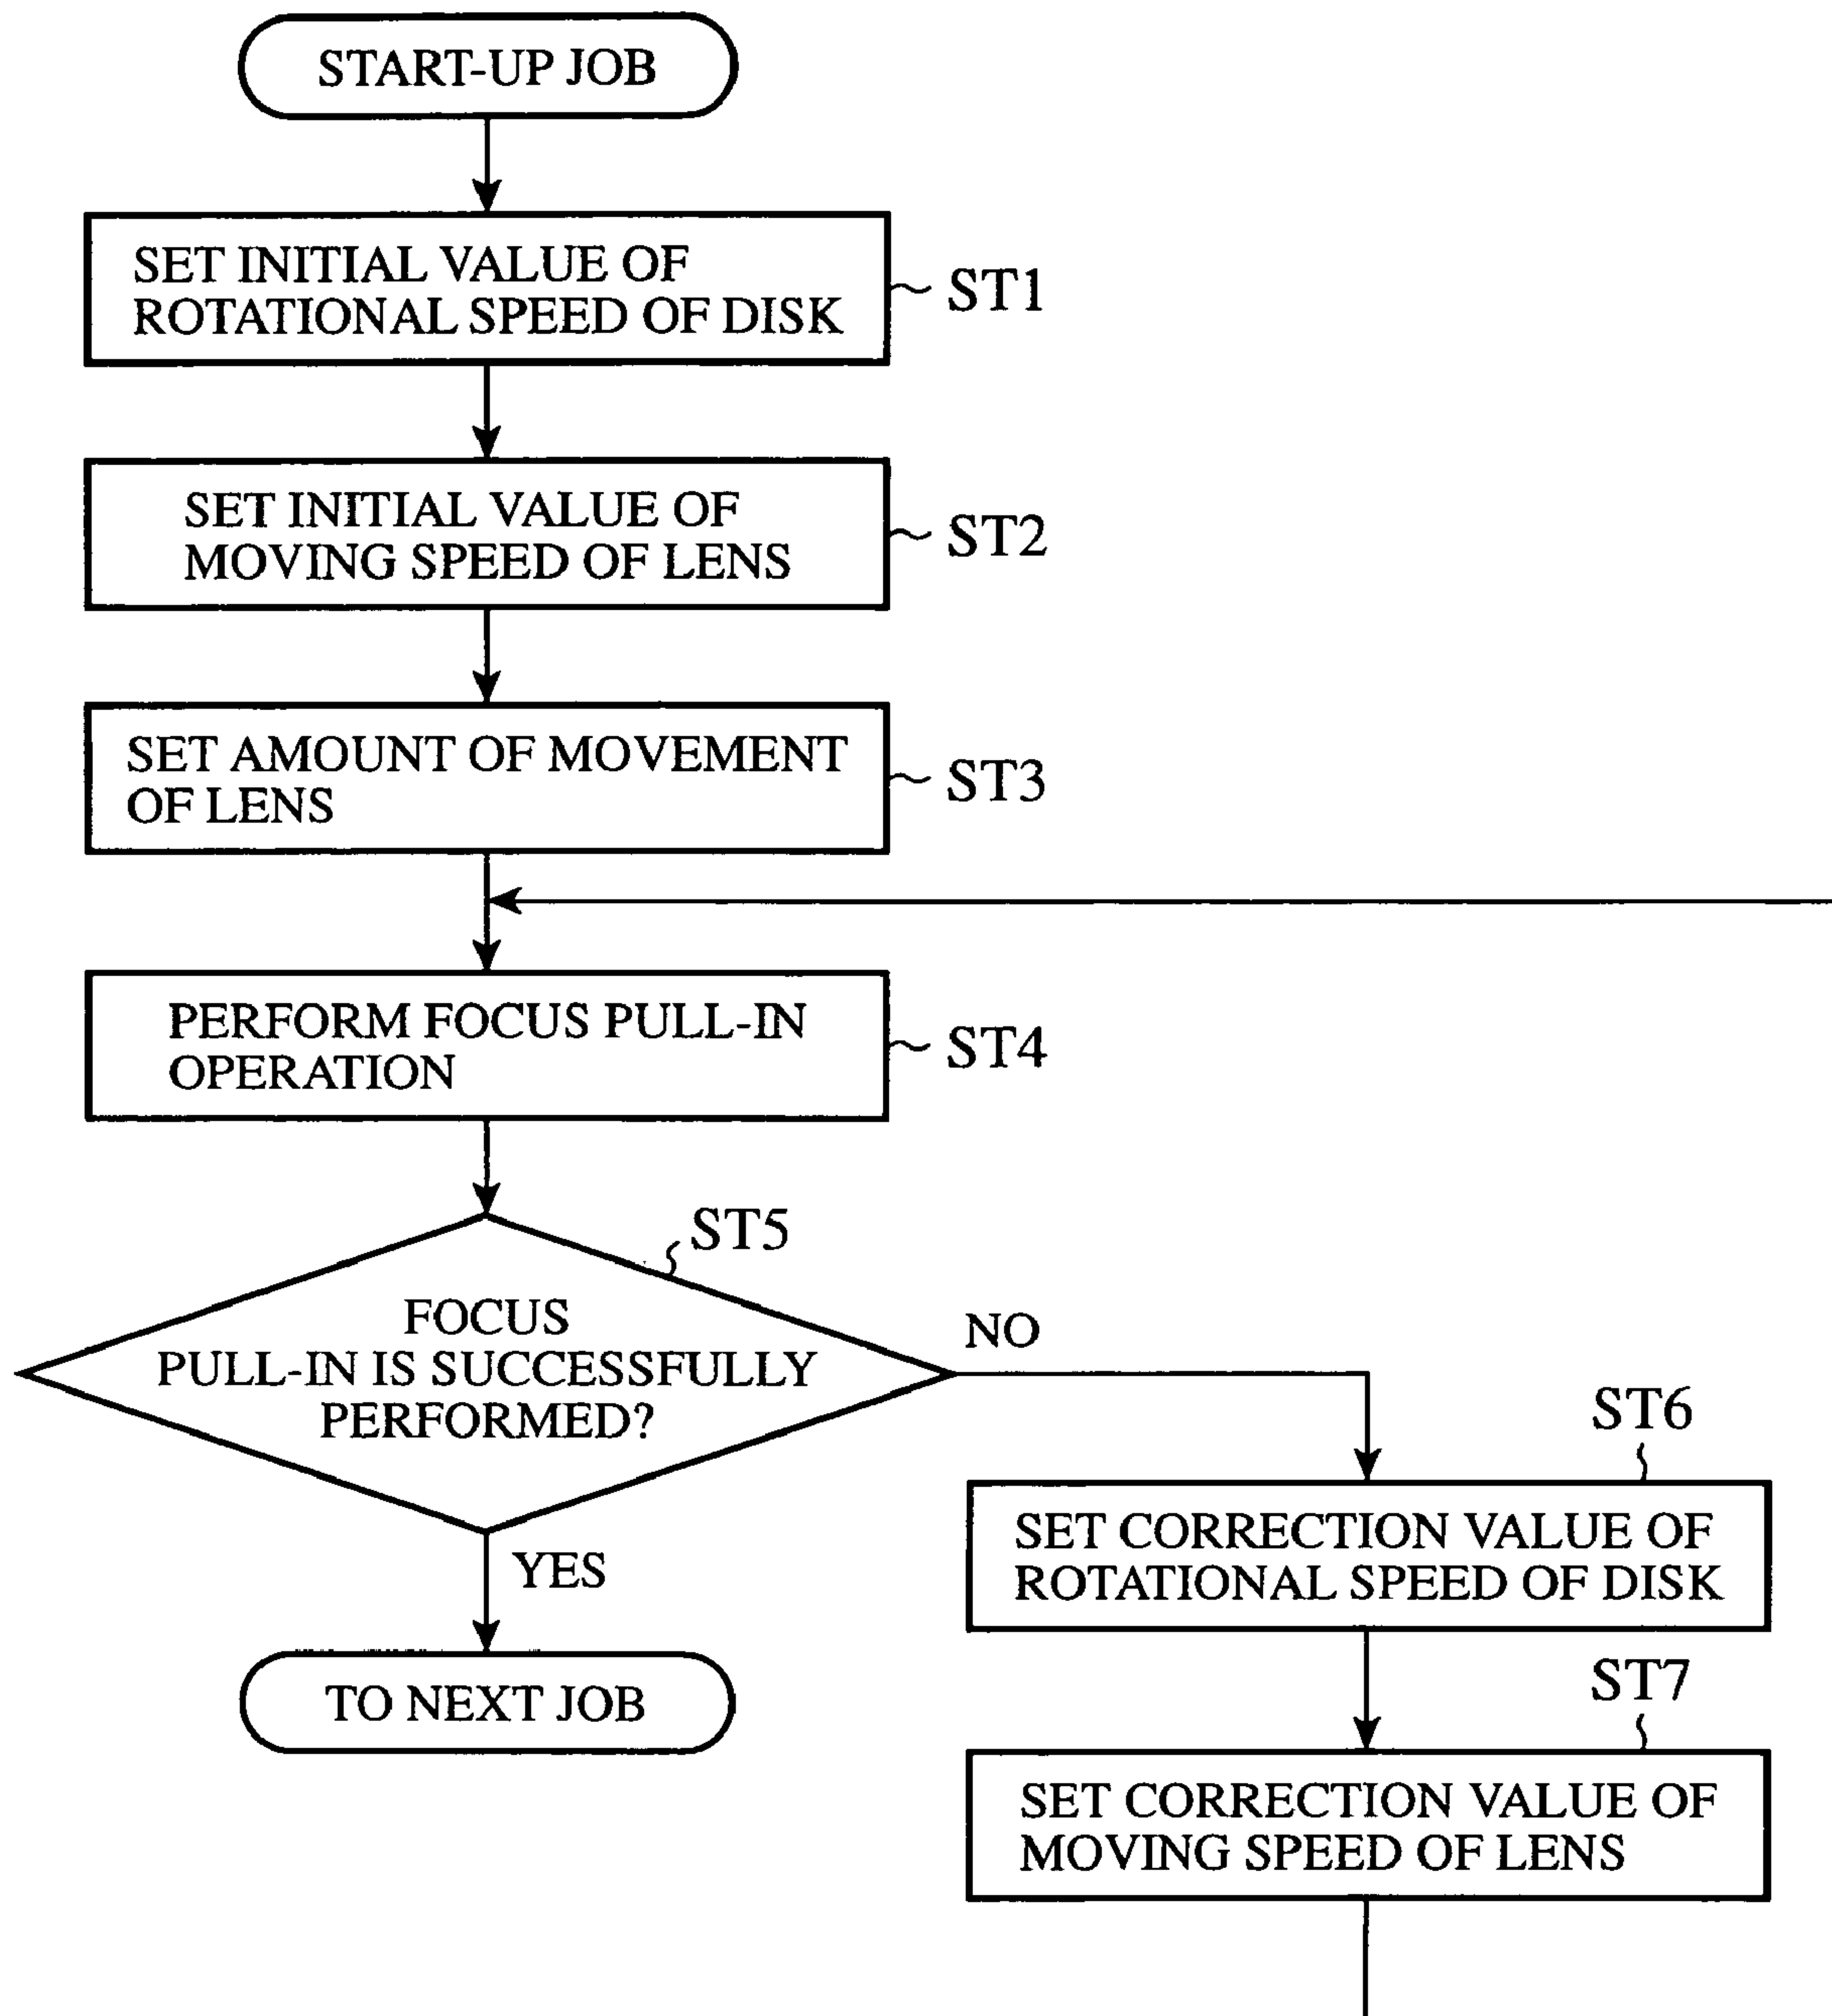 START-UP JOB
SET INITIAL VALUE OF
ROTATIONAL SPEED OF DISK
ST1
SET INITIAL VALUE OF
MOVING SPEED OF LENS
ST2
SET AMOUNT OF MOVEMENT
OF LENS
ST3
PERFORM FOCUS PULL-IN
OPERATION
ST4
ST5
FOCUS
PULL-IN IS SUCCESSFULLY
PERFORMED?
NO
YES
TO NEXT JOB
ST6
SET CORRECTION VALUE OF
ROTATIONAL SPEED OF DISK
ST7
SET CORRECTION VALUE OF
MOVING SPEED OF LENS